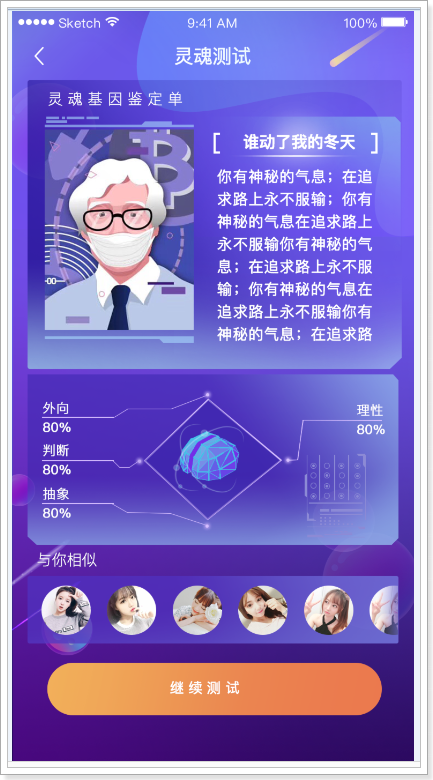 Sketch 9:41 AM 100%
灵魂测试
灵魂基因鉴定单
谁动了我的冬天
你有神秘的气息；在追
求路上永不服输；你有
神秘的气息在追求路上
永不服输你有神秘的气
息；在追求路上永不服
输；你有神秘的气息在
追求路上永不服输你有
神秘的气息；在追求路
外向
80%
判断
80%
抽象
80%
理性
80%
与你相似
继续测试